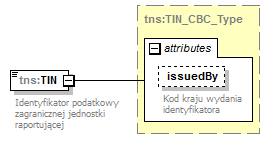 tns:TIN_CBC_Type
attributes
tns:TIN
issuedBy
Identyfikator podatkowy
zagranicznej jednostki
raportującej
Kod kraju wydania
identyfikatora